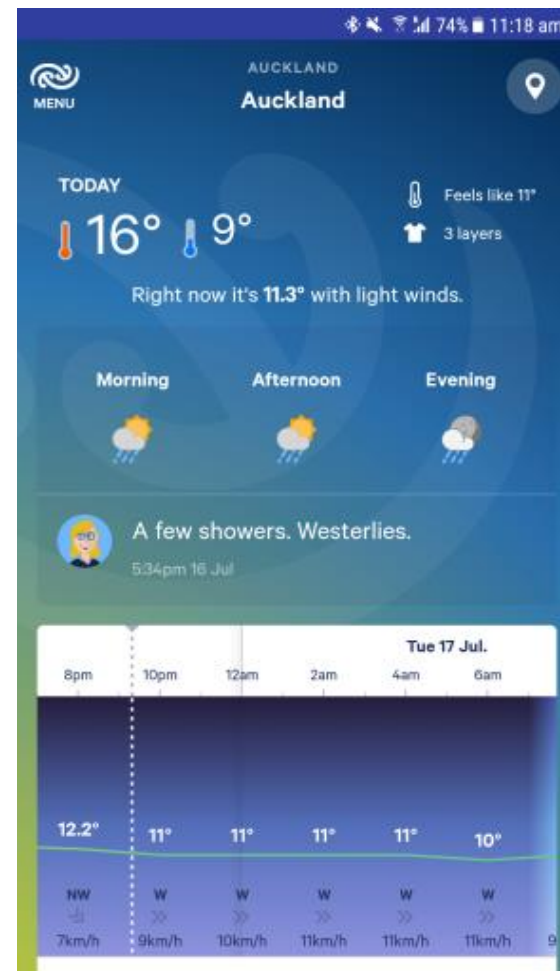 74% 11:18 am
AUCKLAND
MENU
Auckland
TODAY
16° 9°
Feels like 11°
3 layers
Right now it's 11.3° with light winds.
Morning Afternoon Evening
A few showers. Westerlies.
5:34pm 16 Jul
Tue 17 Jul.
8pm 10pm 12am 2am 4am 6am
12.2° 11° 11° 11° 11° 10°
NW W W W W W
7km/h 9km/h 10km/h 11km/h 11km/h 11km/h 9